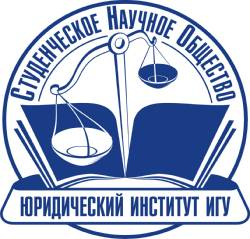 Студенческое Научное Общество
ЮРИДИЧЕСКИЙ ИНСТИТУТ ИГУ